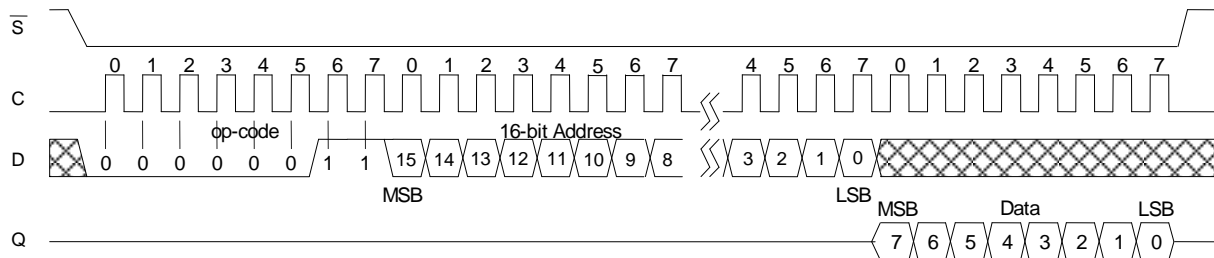 S
0 1 2 3 4 5 6 7 0 1 2 3 4 5 6 7 4 5 6 7 0 1 2 3 4 5 6 7
C
op-code 16-bit Address
D 0 0 0 0 0 0 1 1 15 14 13 12 11 10 9 8 3 2 1 0
MSB LSB MSB Data LSB
Q 7 6 5 4 3 2 1 0